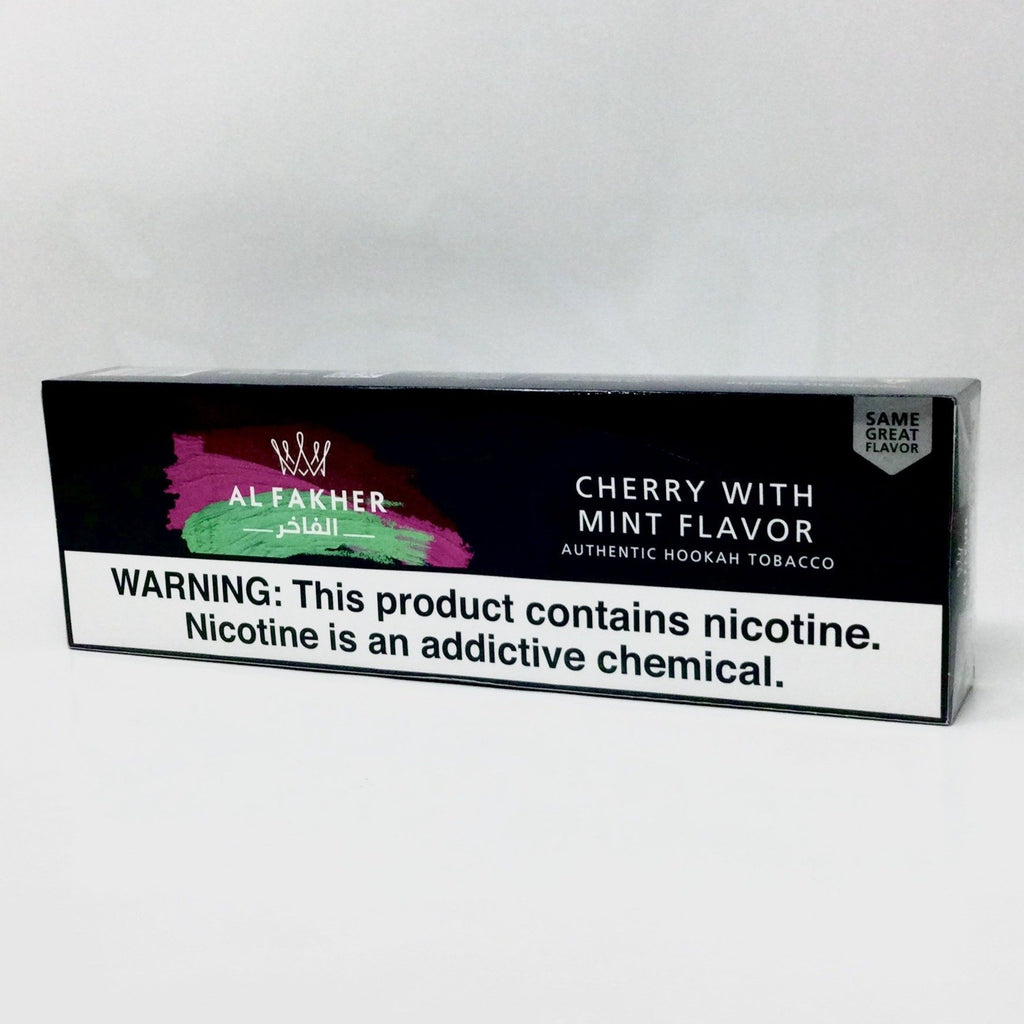 AL FAKHER
الفاخر
SAME
GREAT
FLAVOR
CHERRY WITH
MINT FLAVOR
AUTHENTIC HOOKAH TOBACCO
WARNING: This product contains nicotine.
Nicotine is an addictive chemical.